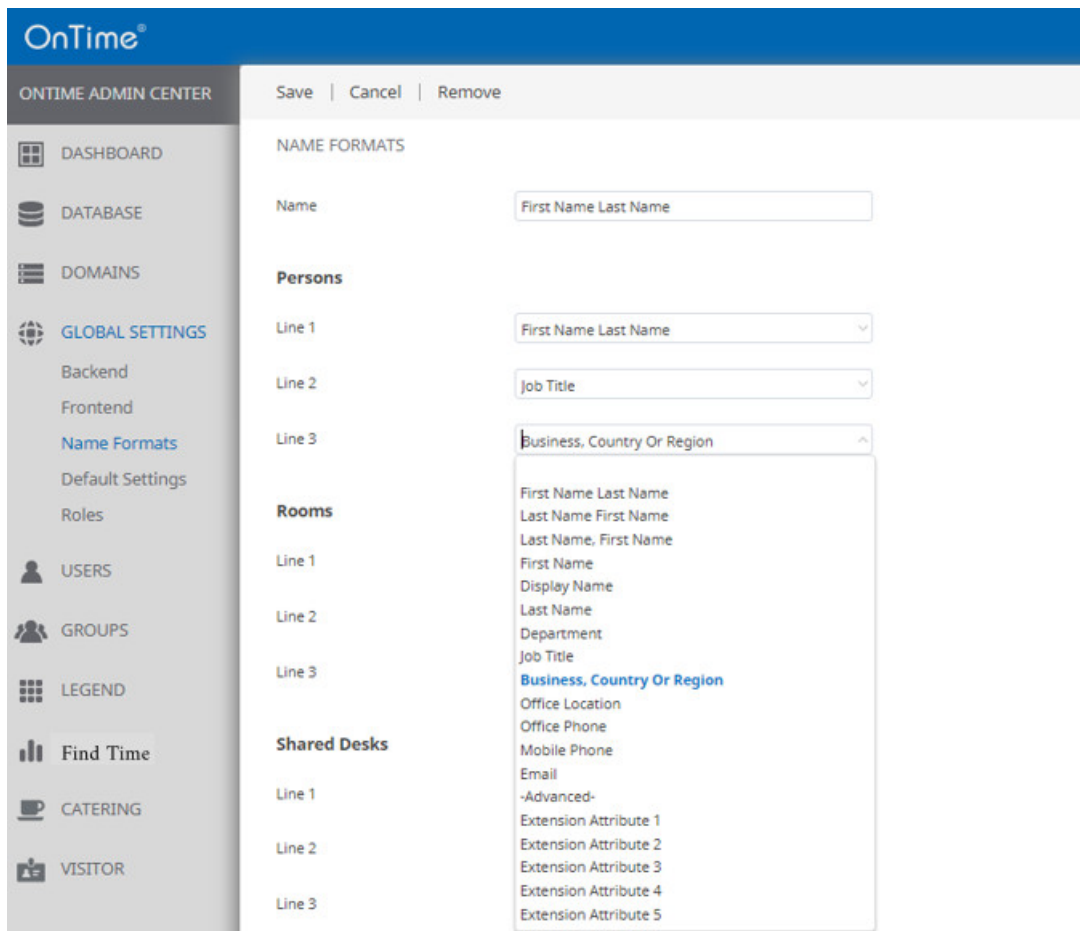 OnTime®
ONTIME ADMIN CENTER
DASHBOARD
DATABASE
DOMAINS
GLOBAL SETTINGS
Backend
Frontend
Name Formats
Default Settings
Roles
USERS
GROUPS
LEGEND
Find Time
CATERING
VISITOR
Save | Cancel | Remove
NAME FORMATS
Name First Name Last Name
Persons
Line 1 First Name Last Name
Line 2 Job Title
Line 3 Business, Country Or Region
First Name Last Name
Last Name First Name
Last Name, First Name
First Name
Display Name
Last Name
Department
Job Title
Business, Country Or Region
Office Location
Office Phone
Mobile Phone
Email
-Advanced-
Extension Attribute 1
Extension Attribute 2
Extension Attribute 3
Extension Attribute 4
Extension Attribute 5
Rooms
Line 1
Line 2
Line 3
Shared Desks
Line 1
Line 2
Line 3